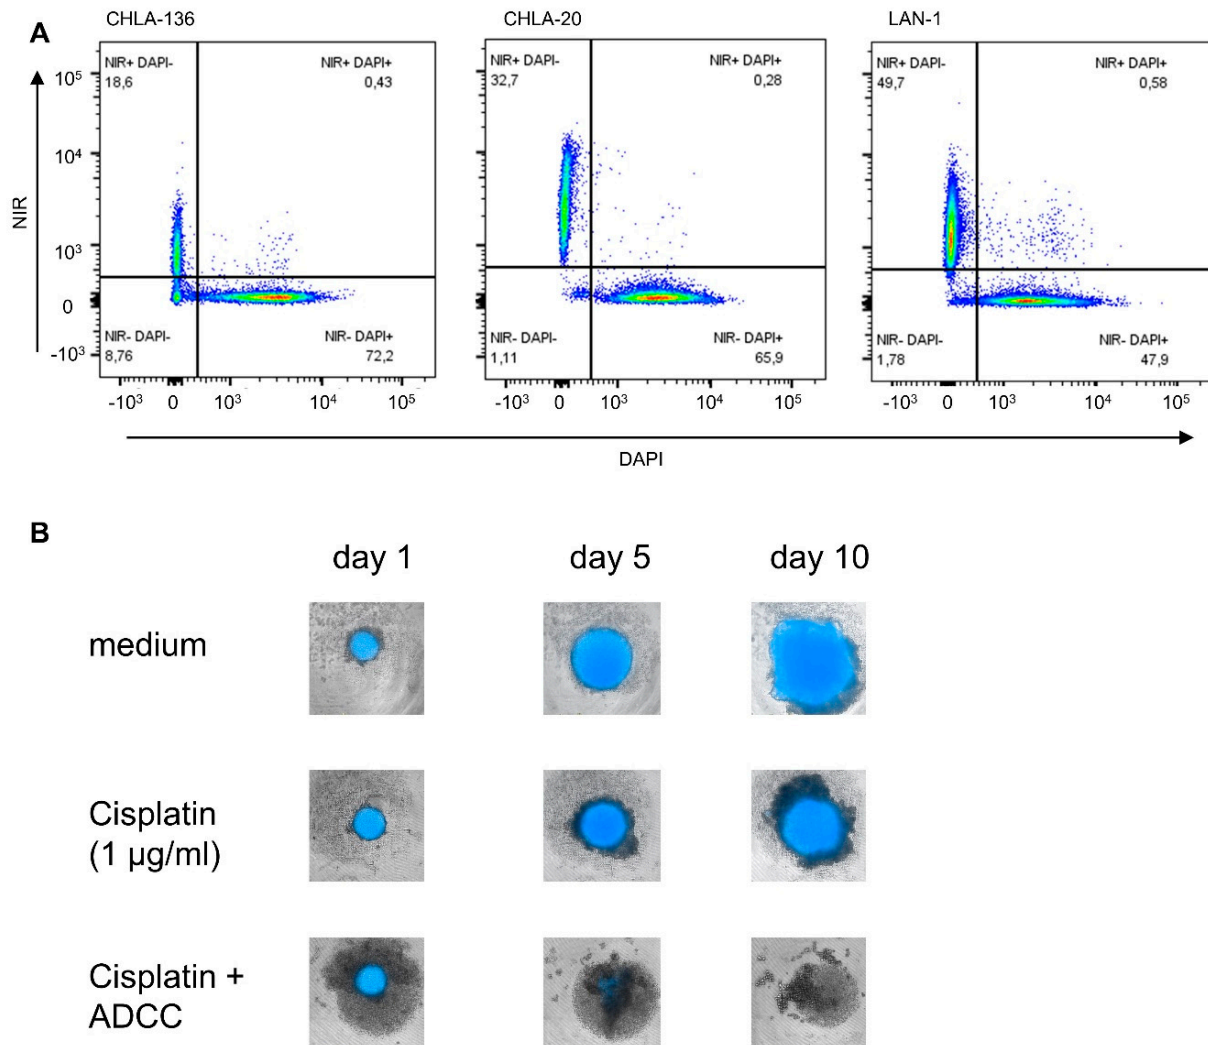 A
CHLA-136
CHLA-20
LAN-1
NIR+ DAPI-
18,6
NIR+ DAPI+
0,43
NIR- DAPI-
8,76
NIR- DAPI+
72,2
NIR+ DAPI-
32,7
NIR+ DAPI+
0,28
NIR- DAPI-
1,11
NIR- DAPI+
65,9
NIR+ DAPI-
49,7
NIR+ DAPI+
0,58
NIR- DAPI-
1,78
NIR- DAPI+
47,9
NIR
10⁵
10⁴
10³
0
-10³
-10³ 0 10³ 10⁴ 10⁵
-10³ 0 10³ 10⁴ 10⁵
-10³ 0 10³ 10⁴ 10⁵
DAPI
B
day 1 day 5 day 10
medium
Cisplatin
(1 µg/ml)
Cisplatin +
ADCC